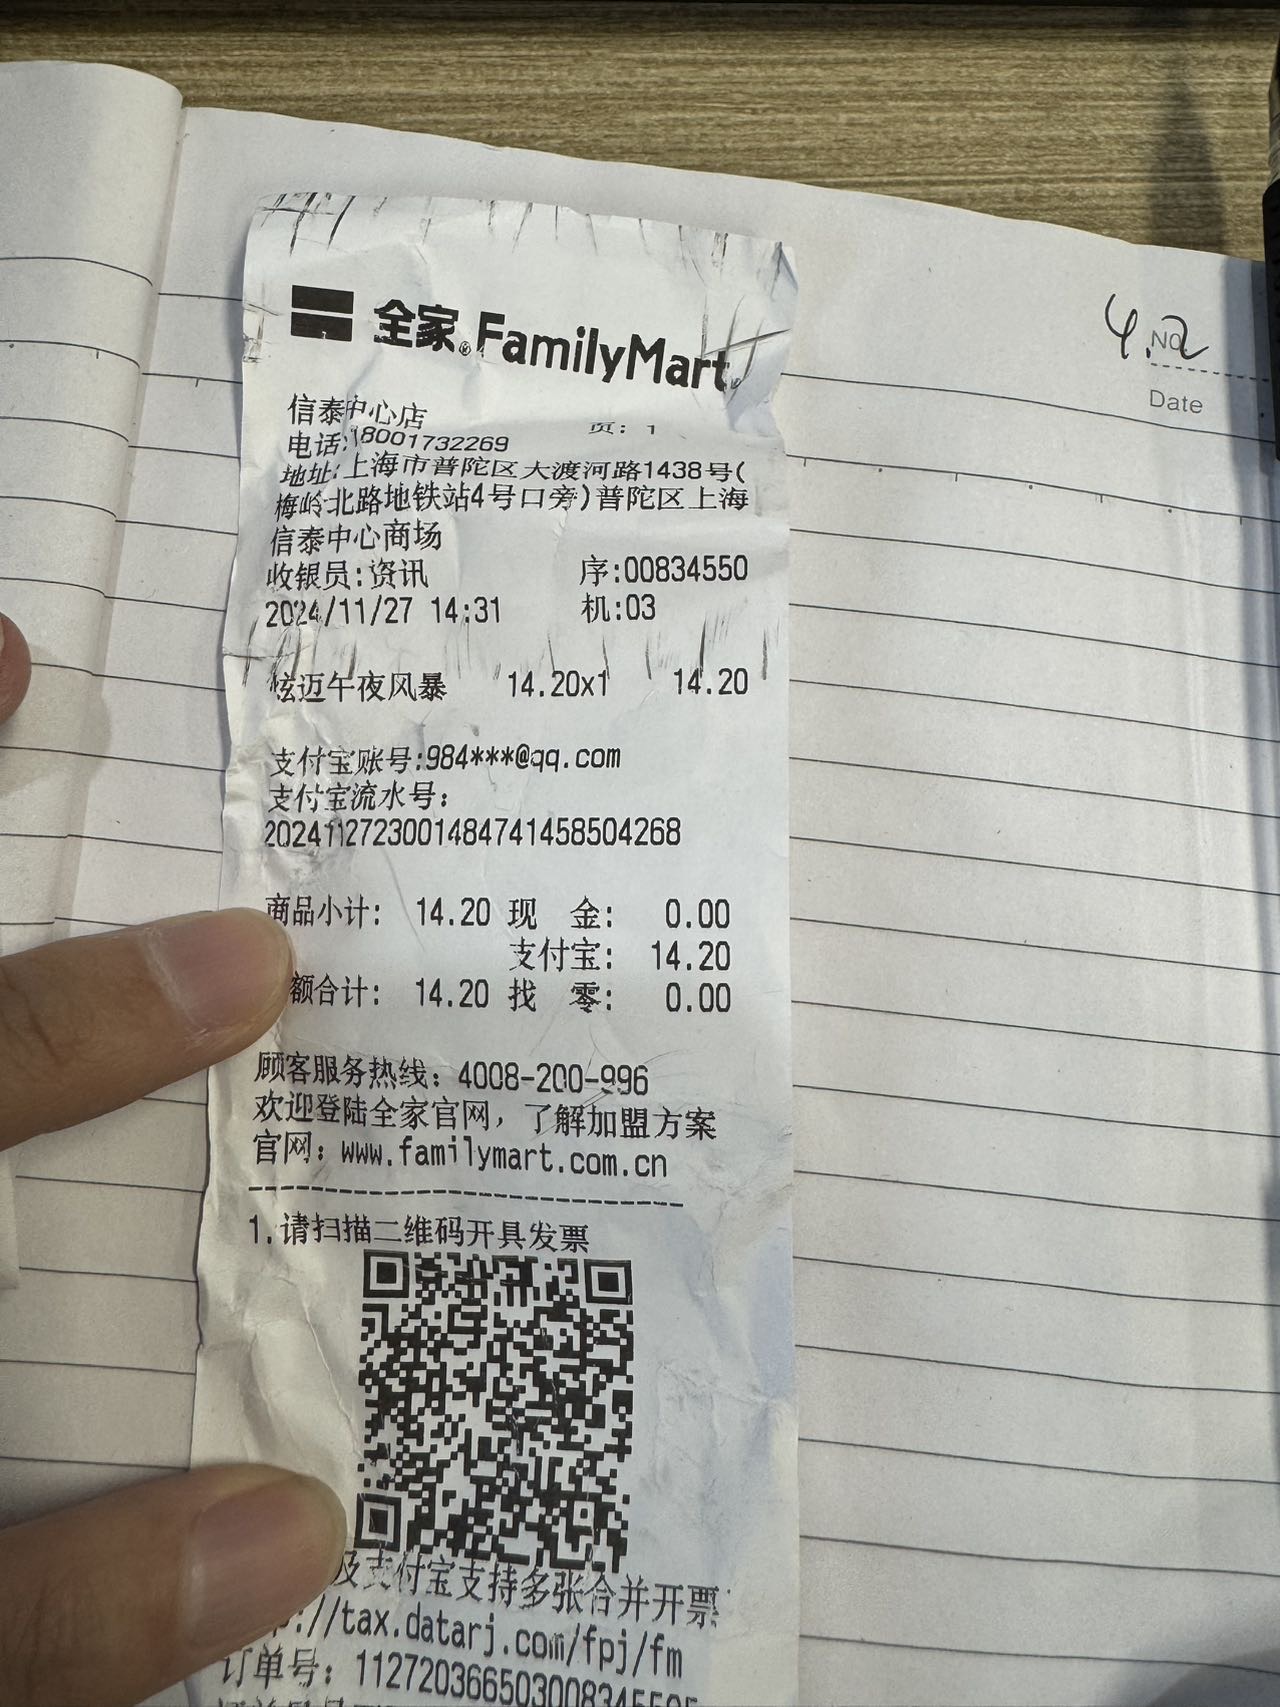 全家 FamilyMart
4.2
NO.
Date
信泰中心店 页: 1
电话:18001732269
地址:上海市普陀区大渡河路1438号(
梅岭北路地铁站4号口旁)普陀区上海
信泰中心商场
收银员:资讯 序:00834550
2024/11/27 14:31 机:03
炫迈午夜风暴 14.20x1 14.20
支付宝账号:984***@qq.com
支付宝流水号:
2024112723001484741458504268
商品小计: 14.20 现 金: 0.00
支付宝: 14.20
额合计: 14.20 找 零: 0.00
顾客服务热线: 4008-200-996
欢迎登陆全家官网, 了解加盟方案
官网: www.familymart.com.cn
1.请扫描二维码开具发票
及支付宝支持多张合并开票
://tax.datarj.com/fpj/fm
订单号: